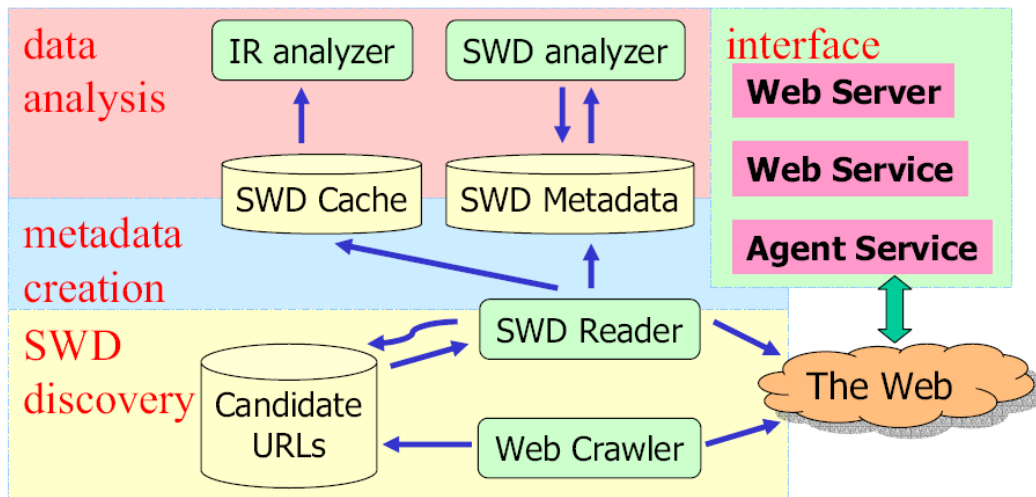 data
analysis
IR analyzer
SWD analyzer
interface
Web Server
Web Service
Agent Service
SWD Cache
SWD Metadata
metadata
creation
SWD
discovery
SWD Reader
Candidate
URLs
Web Crawler
The Web